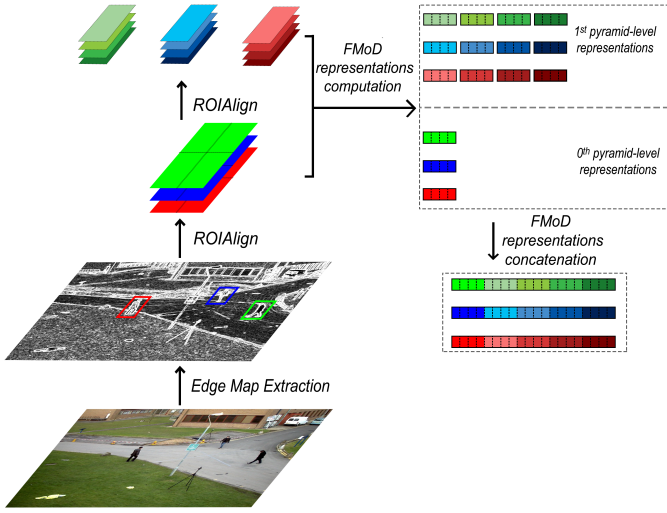 FMoD
representations
computation
1st pyramid-level
representations
ROIAlign
0th pyramid-level
representations
ROIAlign
FMoD
representations
concatenation
Edge Map Extraction